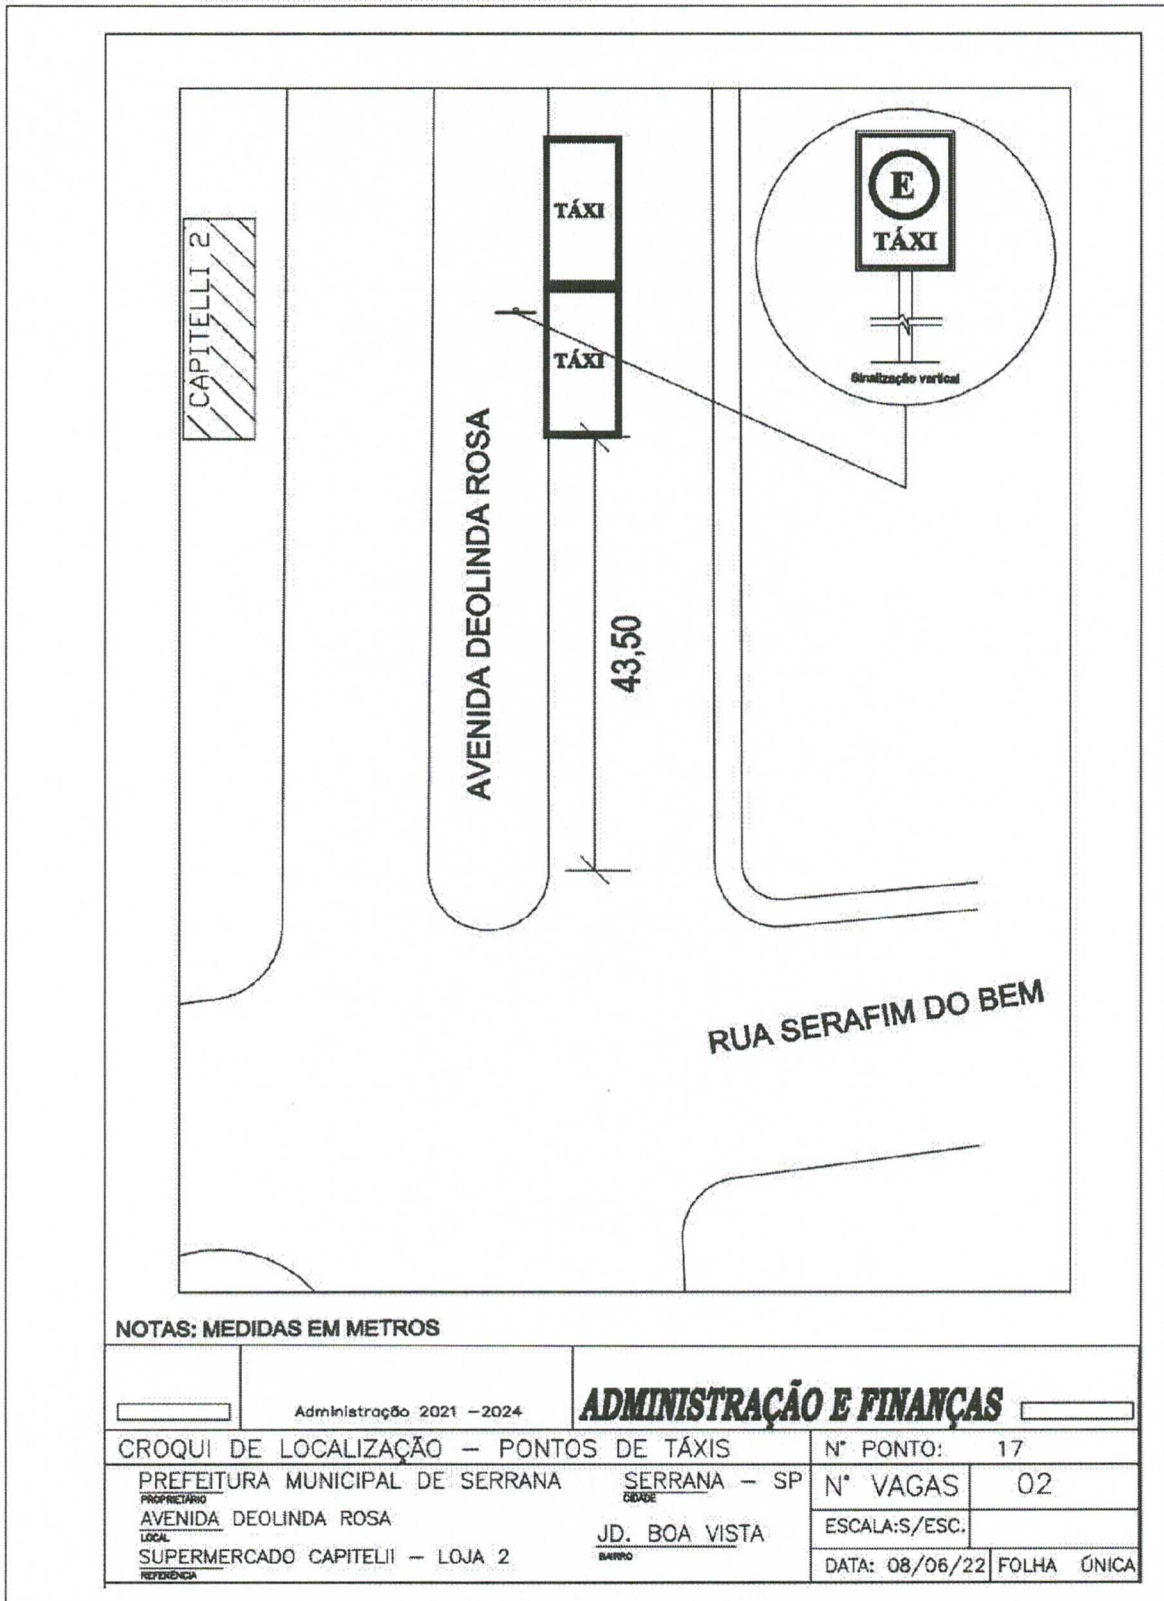 TÁXI
E
TÁXI
CAPITELLI 2
TÁXI
Sinalização vertical
AVENIDA DEOLINDA ROSA
43,50
RUA SERAFIM DO BEM
NOTAS: MEDIDAS EM METROS
Administração 2021 -2024
ADMINISTRAÇÃO E FINANÇAS
CROQUI DE LOCALIZAÇÃO - PONTOS DE TÁXIS
N° PONTO: 17
PREFEITURA MUNICIPAL DE SERRANA
PROPRIETÁRIO
SERRANA - SP
CIDADE
N° VAGAS 02
AVENIDA DEOLINDA ROSA
LOCAL
JD. BOA VISTA
BAIRRO
ESCALA:S/ESC.
SUPERMERCADO CAPITELII - LOJA 2
REFERÊNCIA
DATA: 08/06/22
FOLHA ÚNICA